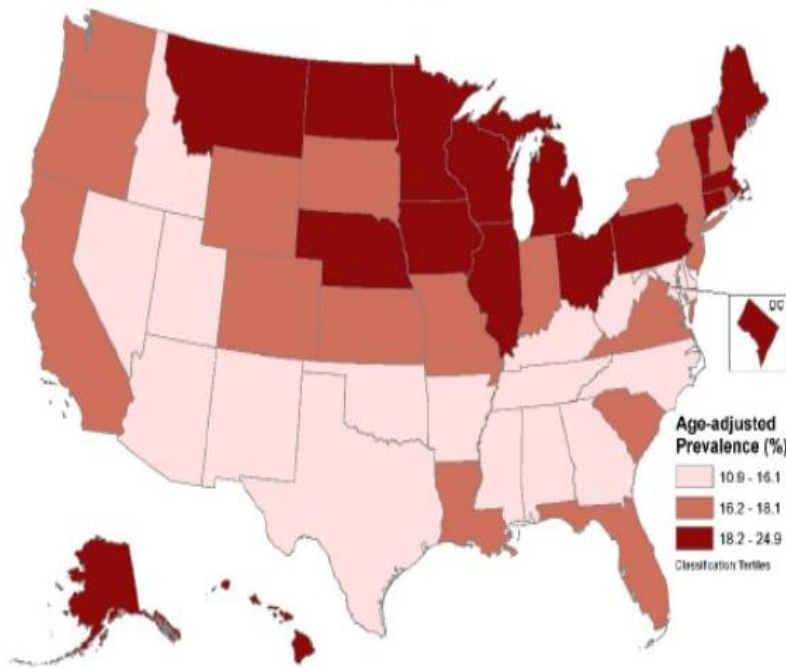 DC
Age-adjusted
Prevalence (%)
10.9 - 16.1
16.2 - 18.1
18.2 - 24.9
Classification: Tertiles